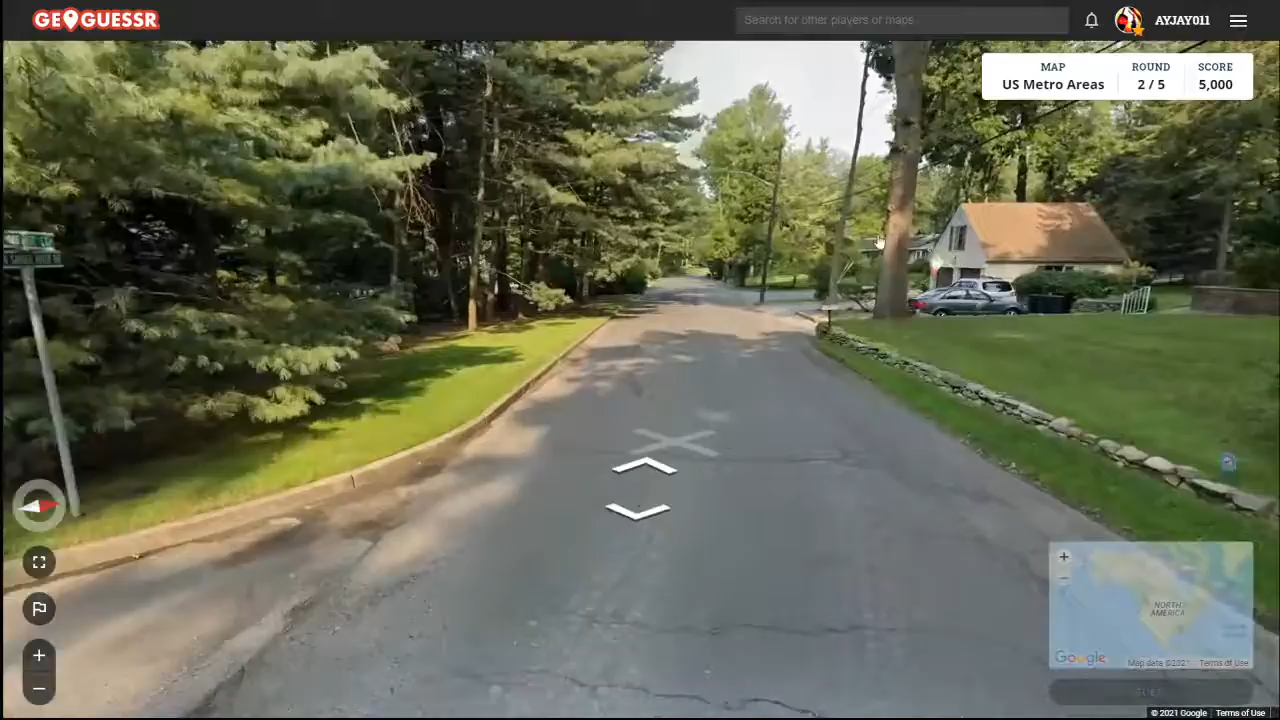 GEOGUESSR
Search for other players or maps
AYJAY011
MAP
ROUND
SCORE
US Metro Areas
2 / 5
5,000
+
−
NORTH
AMERICA
Google
Map data ©2021
Terms of Use
+
−
© 2021 Google
Terms of Use